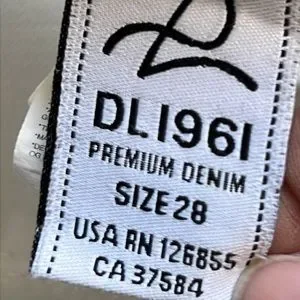 DL1961
PREMIUM DENIM
SIZE 28
USA RN 126855
CA 37584